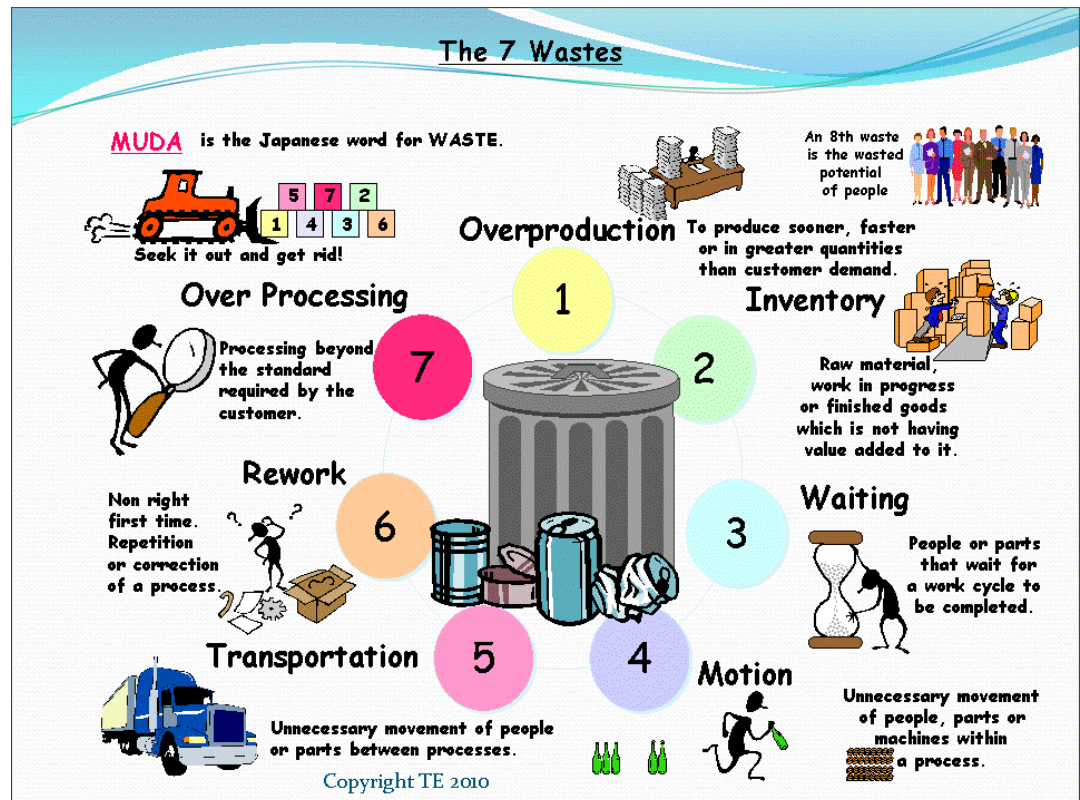 The 7 Wastes
MUDA is the Japanese word for WASTE.
5 7 2
1 4 3 6
Seek it out and get rid!
An 8th waste
is the wasted
potential
of people
Overproduction
To produce sooner, faster
or in greater quantities
than customer demand.
1
Inventory
2
Raw material,
work in progress
or finished goods
which is not having
value added to it.
Waiting
3
People or parts
that wait for
a work cycle to
be completed.
Motion
4
Unnecessary movement
of people, parts or
machines within
a process.
Transportation
5
Unnecessary movement of people
or parts between processes.
Rework
6
Non right
first time.
Repetition
or correction
of a process.
? ?
Over Processing
7
Processing beyond
the standard
required by the
customer.
Copyright TE 2010